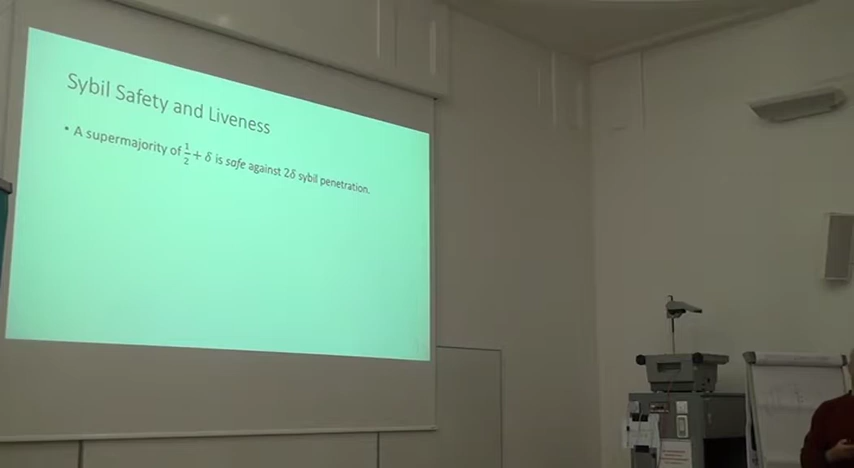 Sybil Safety and Liveness
• A supermajority of 1/2 + δ is safe against 2δ sybil penetration.